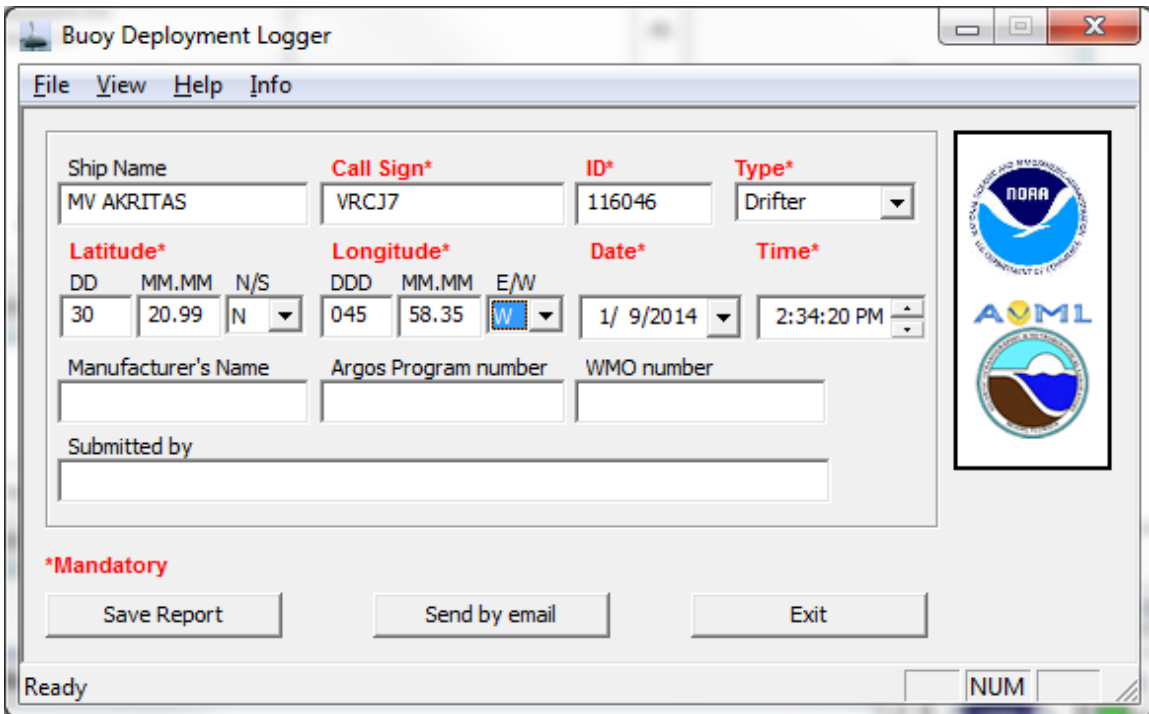 Buoy Deployment Logger
File View Help Info
Ship Name Call Sign* ID* Type*
MV AKRITAS VRCJ7 116046 Drifter
Latitude* Longitude* Date* Time*
DD MM.MM N/S DDD MM.MM E/W
30 20.99 N 045 58.35 W 1/ 9/2014 2:34:20 PM
Manufacturer's Name Argos Program number WMO number
Submitted by
*Mandatory
Save Report Send by email Exit
Ready NUM
NOAA
AOML